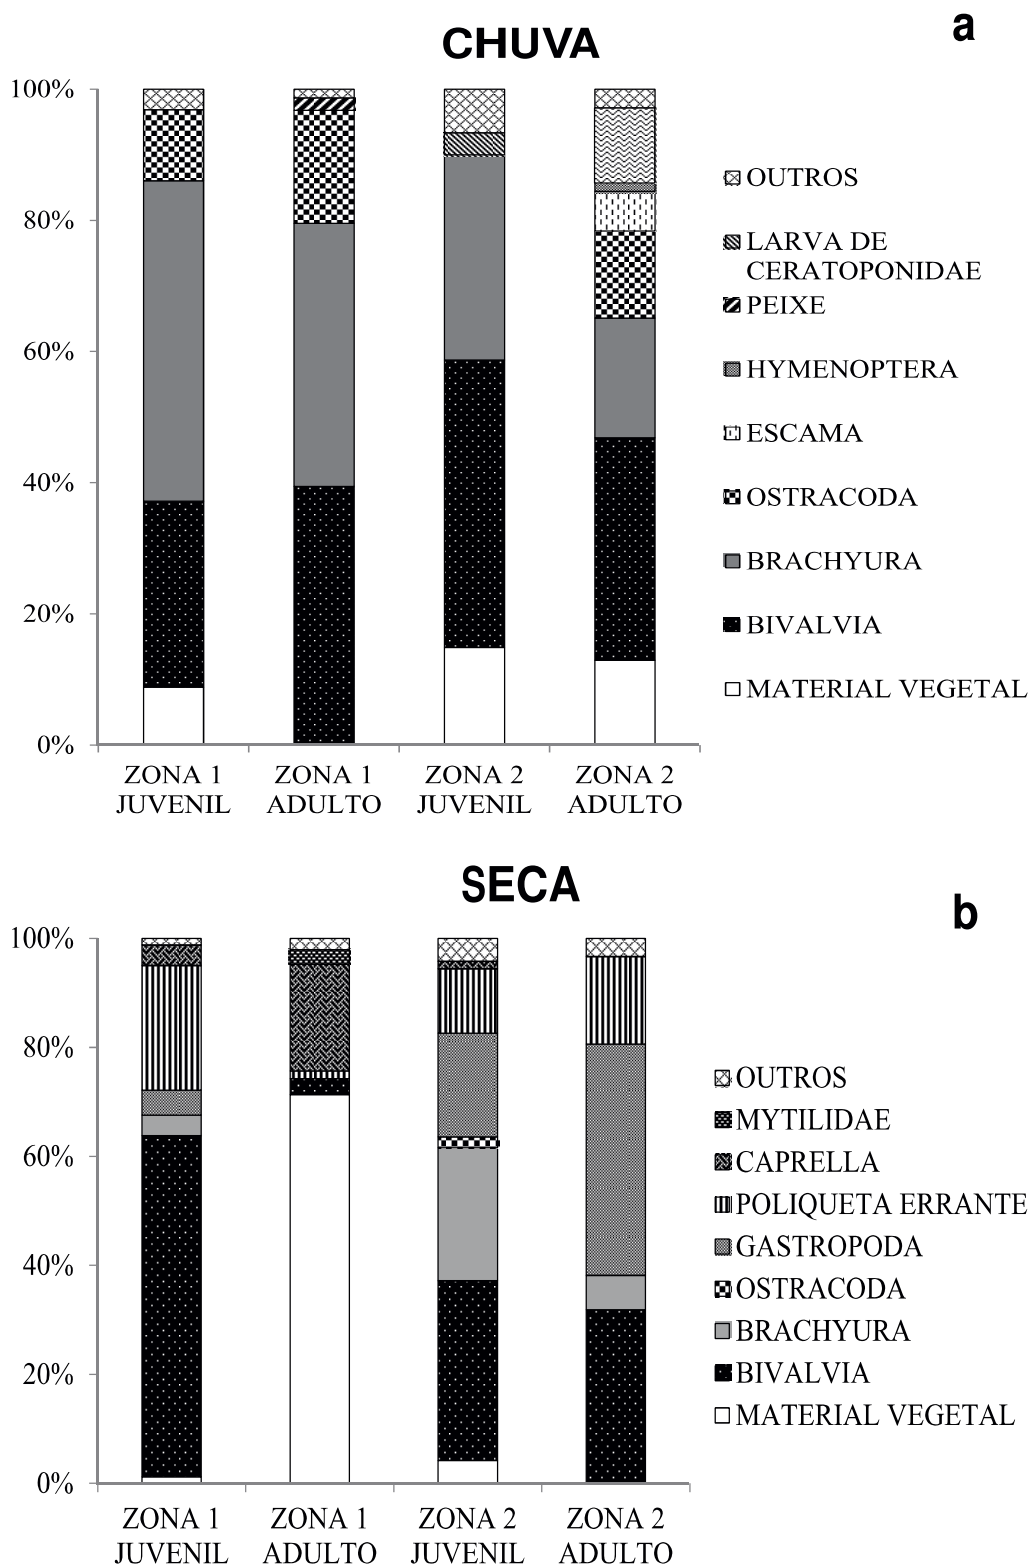 CHUVA
a
100%
80%
60%
40%
20%
0%
ZONA 1
JUVENIL
ZONA 1
ADULTO
ZONA 2
JUVENIL
ZONA 2
ADULTO
OUTROS
LARVA DE
CERATOPONIDAE
PEIXE
HYMENOPTERA
ESCAMA
OSTRACODA
BRACHYURA
BIVALVIA
MATERIAL VEGETAL
SECA
b
100%
80%
60%
40%
20%
0%
ZONA 1
JUVENIL
ZONA 1
ADULTO
ZONA 2
JUVENIL
ZONA 2
ADULTO
OUTROS
MYTILIDAE
CAPRELLA
POLIQUETA ERRANTE
GASTROPODA
OSTRACODA
BRACHYURA
BIVALVIA
MATERIAL VEGETAL